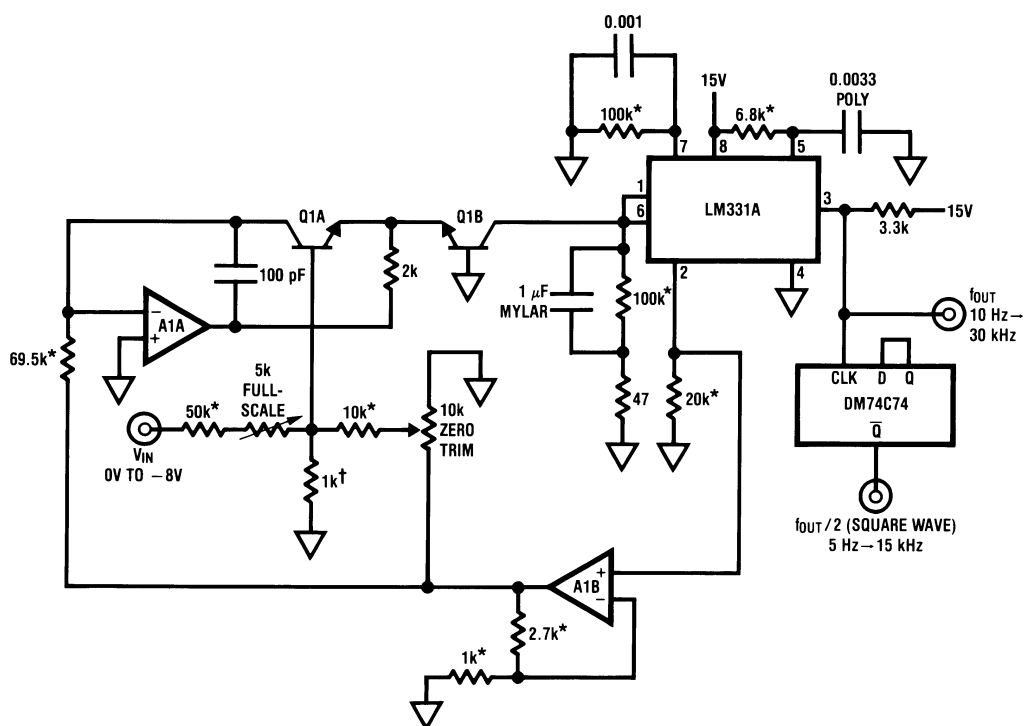 0.001
15V
0.0033
POLY
100k*
6.8k*
7
8
5
Q1A
Q1B
1
6
LM331A
3
15V
3.3k
100 pF
2k
2
4
1 μF
MYLAR
100k*
fOUT
10 Hz→
30 kHz
−
A1A
+
69.5k*
5k
FULL-
SCALE
50k*
10k*
10k
ZERO
TRIM
47
20k*
CLK
D
Q
DM74C74
Q̅
VIN
0V TO −8V
1k†
fOUT/2 (SQUARE WAVE)
5 Hz→15 kHz
A1B
+
−
2.7k*
1k*